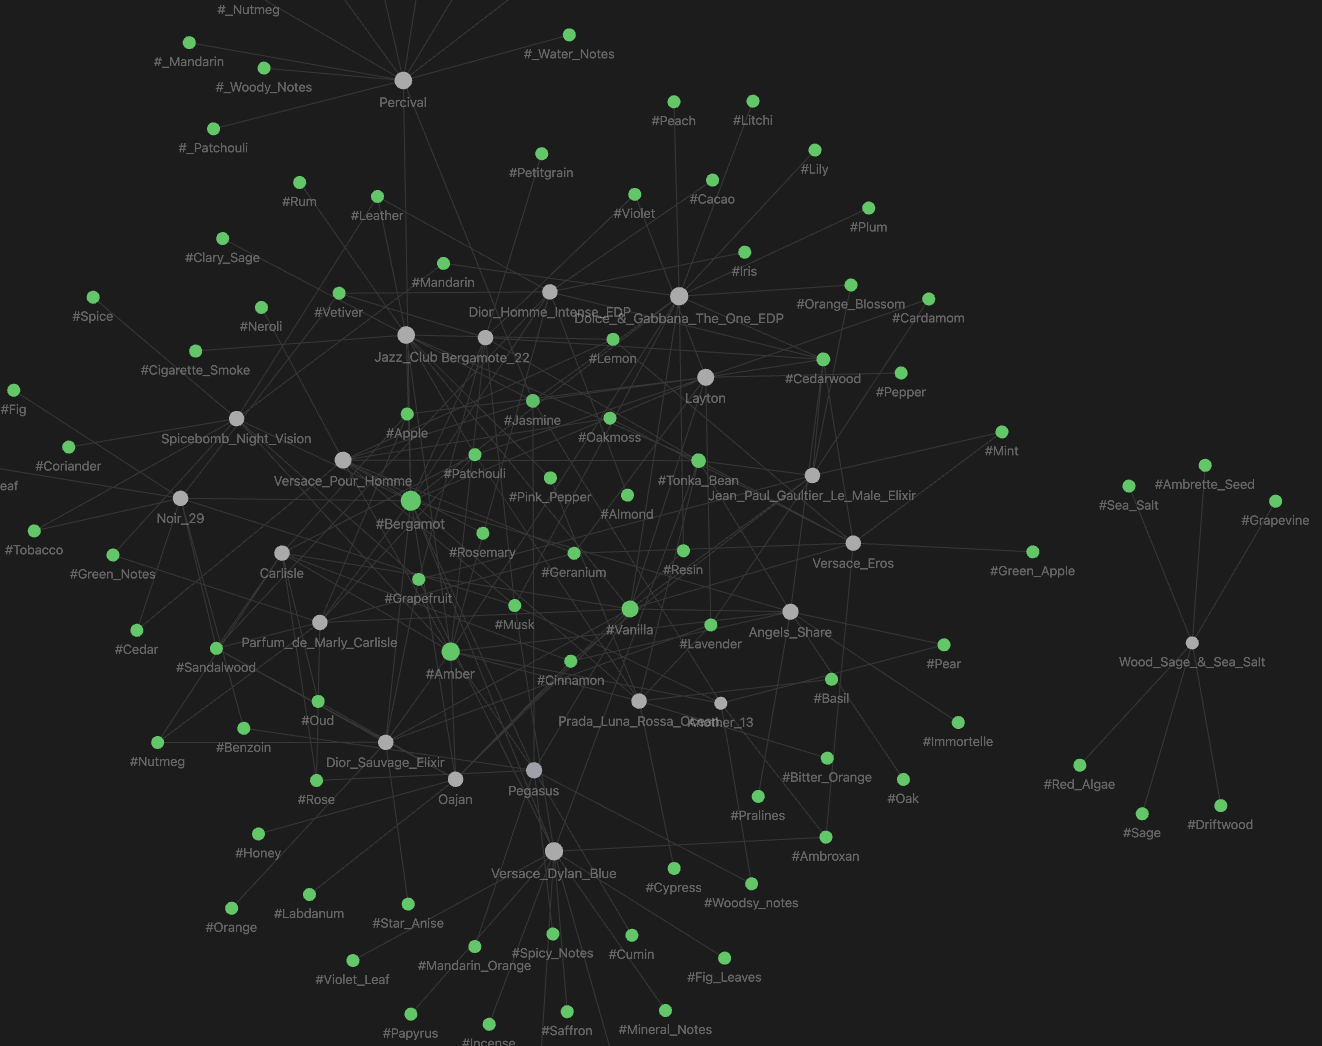 #_Nutmeg
#_Mandarin
#_Water_Notes
#_Woody_Notes
Percival
#Peach
#Litchi
#_Patchouli
#Petitgrain
#Lily
#Rum
#Leather
#Violet
#Cacao
#Plum
#Clary_Sage
#Iris
#Mandarin
#Spice
#Neroli
#Vetiver
Dior_Homme_Intense_EDP
Dolce_&_Gabbana_The_One_EDP
#Orange_Blossom
#Cardamom
#Cigarette_Smoke
Jazz_Club
Bergamote_22
#Lemon
#Cedarwood
#Pepper
Layton
#Fig
#Apple
#Jasmine
#Oakmoss
Spicebomb_Night_Vision
#Mint
#Coriander
Versace_Pour_Homme
#Patchouli
#Tonka_Bean
eaf
#Pink_Pepper
Jean_Paul_Gaultier_Le_Male_Elixir
#Ambrette_Seed
#Sea_Salt
#Grapevine
Noir_29
#Bergamot
#Almond
#Tobacco
#Rosemary
#Green_Notes
Carlisle
#Geranium
#Resin
Versace_Eros
#Green_Apple
#Grapefruit
#Musk
#Vanilla
Angels_Share
#Cedar
Parfum_de_Marly_Carlisle
#Lavender
#Sandalwood
#Amber
#Cinnamon
#Pear
Wood_Sage_&_Sea_Salt
#Basil
#Oud
Prada_Luna_Rossa_Ocean
Another_13
#Benzoin
#Immortelle
#Nutmeg
Dior_Sauvage_Elixir
#Bitter_Orange
#Red_Algae
#Rose
Oajan
Pegasus
#Pralines
#Oak
#Sage
#Driftwood
#Honey
#Ambroxan
Versace_Dylan_Blue
#Cypress
#Woodsy_notes
#Labdanum
#Orange
#Star_Anise
#Spicy_Notes
#Cumin
#Mandarin_Orange
#Violet_Leaf
#Fig_Leaves
#Papyrus
#Saffron
#Mineral_Notes
#Incense